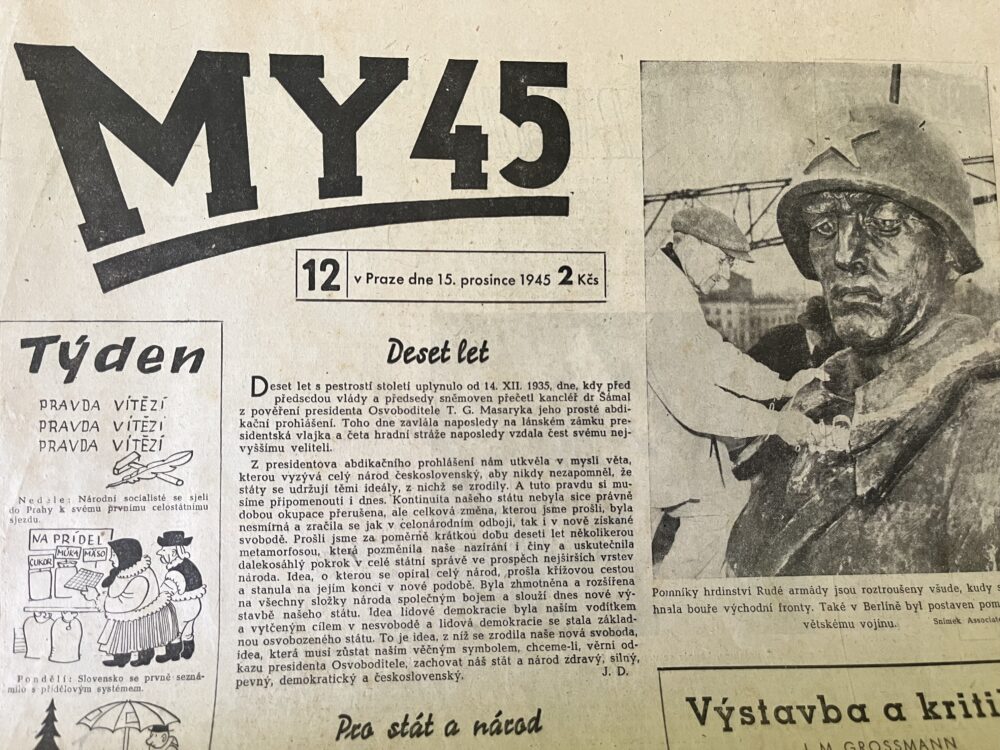 MY 45
12 v Praze dne 15. prosince 1945 2 Kčs
Týden
PRAVDA VÍTĚZÍ
PRAVDA VÍTĚZÍ
PRAVDA VÍTĚZÍ
Neděle: Národní socialisté se sjeli
do Prahy k svému prvnímu celostátnímu
sjezdu.
NA PRÍDEL
CUKOR
MÚKA
MÄSO
Pondělí: Slovensko se prvně sezná-
milo s přídělovým systémem.
Deset let
Deset let s pestrostí století uplynulo od 14. XII. 1935, dne, kdy před
předsedou vlády a předsedy sněmoven přečetl kancléř dr Šámal
z pověření presidenta Osvoboditele T. G. Masaryka jeho prosté abdi-
kační prohlášení. Toho dne zavlála naposledy na lánském zámku pre-
sidentská vlajka a četa hradní stráže naposledy vzdala čest svému nej-
vyššímu veliteli.
Z presidentova abdikačního prohlášení nám utkvěla v mysli věta,
kterou vyzývá celý národ československý, aby nikdy nezapomněl, že
státy se udržují těmi ideály, z nichž se zrodily. A tuto pravdu si mu-
síme připomenouti i dnes. Kontinuita našeho státu nebyla sice právně
dobou okupace přerušena, ale celková změna, kterou jsme prošli, byla
nesmírná a zračila se jak v celonárodním odboji, tak i v nově získané
svobodě. Prošli jsme za poměrně krátkou dobu deseti let několikerou
metamorfosou, která pozměnila naše nazírání i činy a uskutečnila
dalekosáhlý pokrok v celé státní správě ve prospěch nejširších vrstev
národa. Idea, o kterou se opíral celý národ, prošla křížovou cestou
a stanula na jejím konci v nové podobě. Byla zhmotněna a rozšířena
na všechny složky národa společným bojem a slouží dnes nové vý-
stavbě našeho státu. Idea lidové demokracie byla naším vodítkem
a vytčeným cílem v nesvobodě a lidová demokracie se stala základ-
nou osvobozeného státu. To je idea, z níž se zrodila naše nová svoboda,
idea, která musí zůstat naším věčným symbolem, chceme-li, věrni od-
kazu presidenta Osvoboditele, zachovat náš stát a národ zdravý, silný,
pevný, demokratický a československý.
J. D.
Pro stát a národ
Pomníky hrdinství Rudé armády jsou roztroušeny všude, kudy
hnala bouře východní fronty. Také v Berlíně byl postaven pom
větskému vojínu.
Snímek Associate
Výstavba a kriti
J. M. GROSSMANN